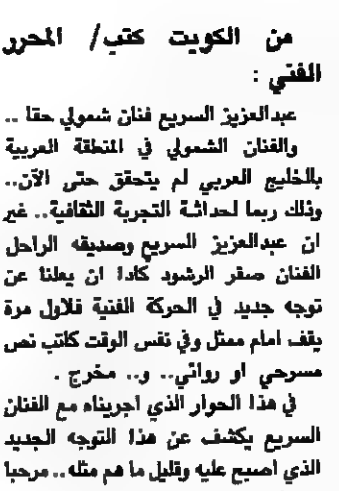 من الكويت كتب/ المحرر
الفني :
عبدالعزيز السريع فنان شمولي حقا ..
والفنان الشمولي في المنطقة العربية
بالخليج العربي لم يتحقق حتى الآن..
وذلك ربما لحداثة التجربة الثقافية.. غير
ان عبدالعزيز السريع وصديقه الراحل
الفنان صقر الرشود كادا ان يعلنا عن
توجه جديد في الحركة الفنية فلاول مرة
يقف امام ممثل وفي نفس الوقت كاتب نص
مسرحي او روائي.. و.. مخرج .
في هذا الحوار الذي اجريناه مع الفنان
السريع يكشف عن هذا التوجه الجديد
الذي اصبح عليه وقليل ما هم مثله.. مرحبا